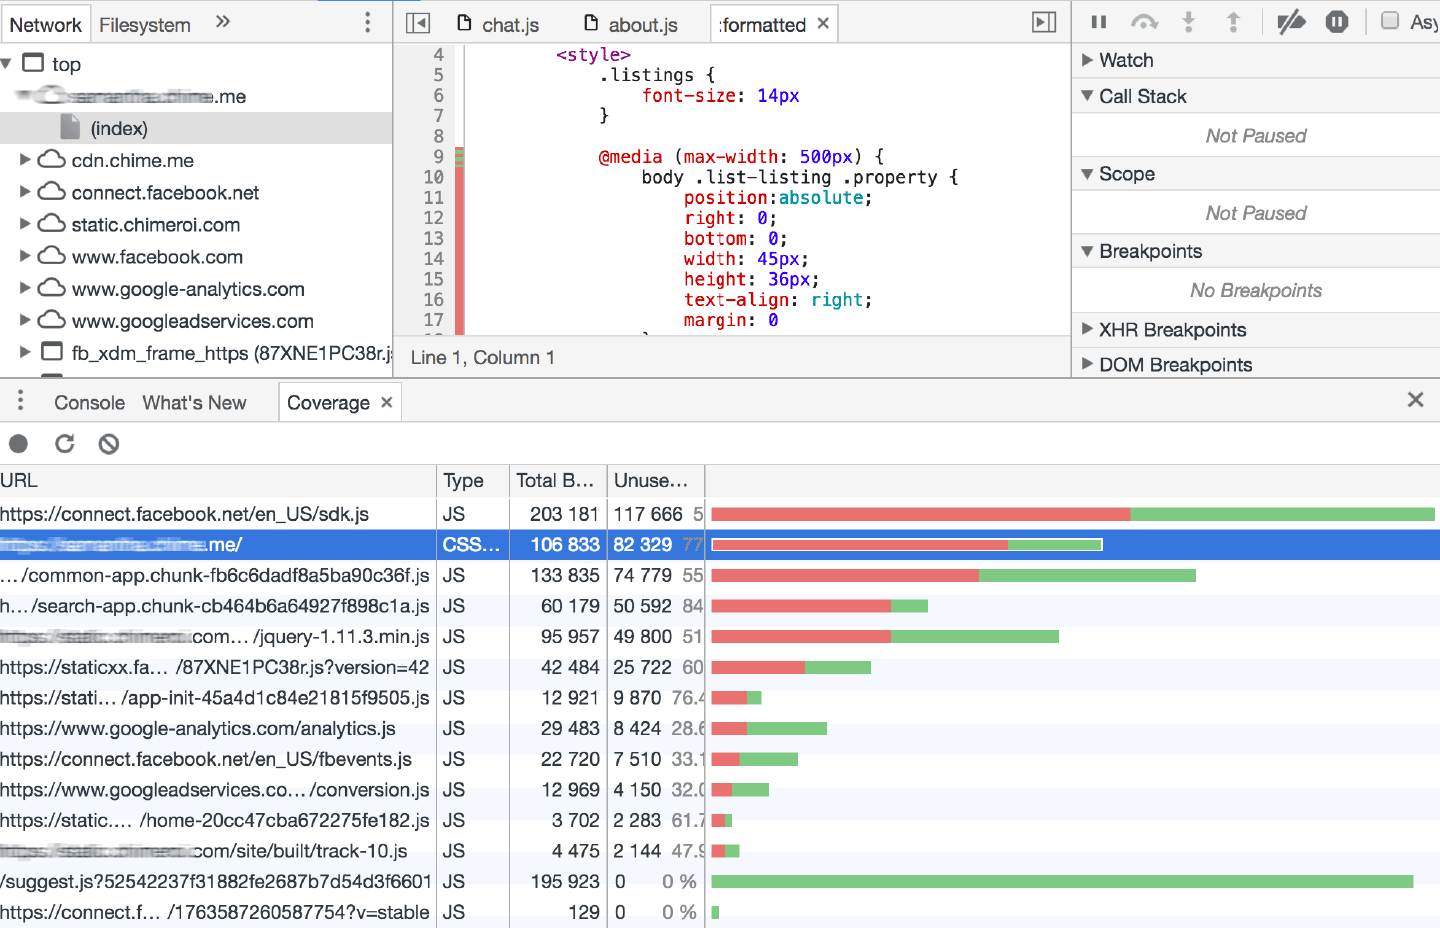 Network Filesystem »
top
.me
(index)
cdn.chime.me
connect.facebook.net
static.chimeroi.com
www.facebook.com
www.google-analytics.com
www.googleadservices.com
fb_xdm_frame_https (87XNE1PC38r.js
chat.js about.js :formatted ×
4 <style>
5 .listings {
6 font-size: 14px
7 }
8
9 @media (max-width: 500px) {
10 body .list-listing .property {
11 position:absolute;
12 right: 0;
13 bottom: 0;
14 width: 45px;
15 height: 36px;
16 text-align: right;
17 margin: 0
Line 1, Column 1
Asy
Watch
Call Stack
Not Paused
Scope
Not Paused
Breakpoints
No Breakpoints
XHR Breakpoints
DOM Breakpoints
Console What's New Coverage ×
URL Type Total B... Unuse...
https://connect.facebook.net/en_US/sdk.js JS 203 181 117 666 5
.me/ CSS... 106 833 82 329 77
.../common-app.chunk-fb6c6dadf8a5ba90c36f.js JS 133 835 74 779 55
h... /search-app.chunk-cb464b6a64927f898c1a.js JS 60 179 50 592 84
com... /jquery-1.11.3.min.js JS 95 957 49 800 51
https://staticxx.fa... /87XNE1PC38r.js?version=42 JS 42 484 25 722 60
https://stati... /app-init-45a4d1c84e21815f9505.js JS 12 921 9 870 76.4
https://www.google-analytics.com/analytics.js JS 29 483 8 424 28.6
https://connect.facebook.net/en_US/fbevents.js JS 22 720 7 510 33.1
https://www.googleadservices.co... /conversion.js JS 12 969 4 150 32.0
https://static.... /home-20cc47cba672275fe182.js JS 3 702 2 283 61.7
com/site/built/track-10.js JS 4 475 2 144 47.9
/suggest.js?52542237f31882fe2687b7d54d3f6601 JS 195 923 0 0 %
https://connect.f... /1763587260587754?v=stable JS 129 0 0 %